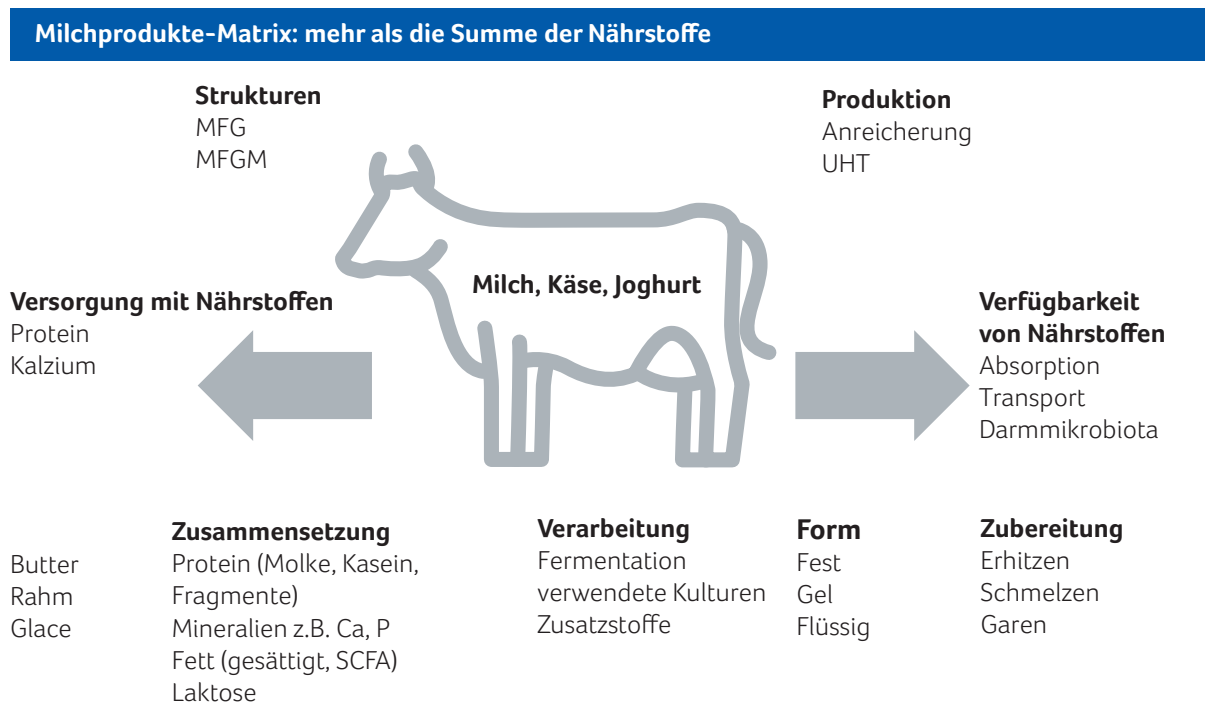 Milchprodukte-Matrix: mehr als die Summe der Nährstoffe
Strukturen
MFG
MFGM
Produktion
Anreicherung
UHT
Milch, Käse, Joghurt
Versorgung mit Nährstoffen
Protein
Kalzium
Verfügbarkeit
von Nährstoffen
Absorption
Transport
Darmmikrobiota
Butter
Rahm
Glace
Zusammensetzung
Protein (Molke, Kasein,
Fragmente)
Mineralien z.B. Ca, P
Fett (gesättigt, SCFA)
Laktose
Verarbeitung
Fermentation
verwendete Kulturen
Zusatzstoffe
Form
Fest
Gel
Flüssig
Zubereitung
Erhitzen
Schmelzen
Garen